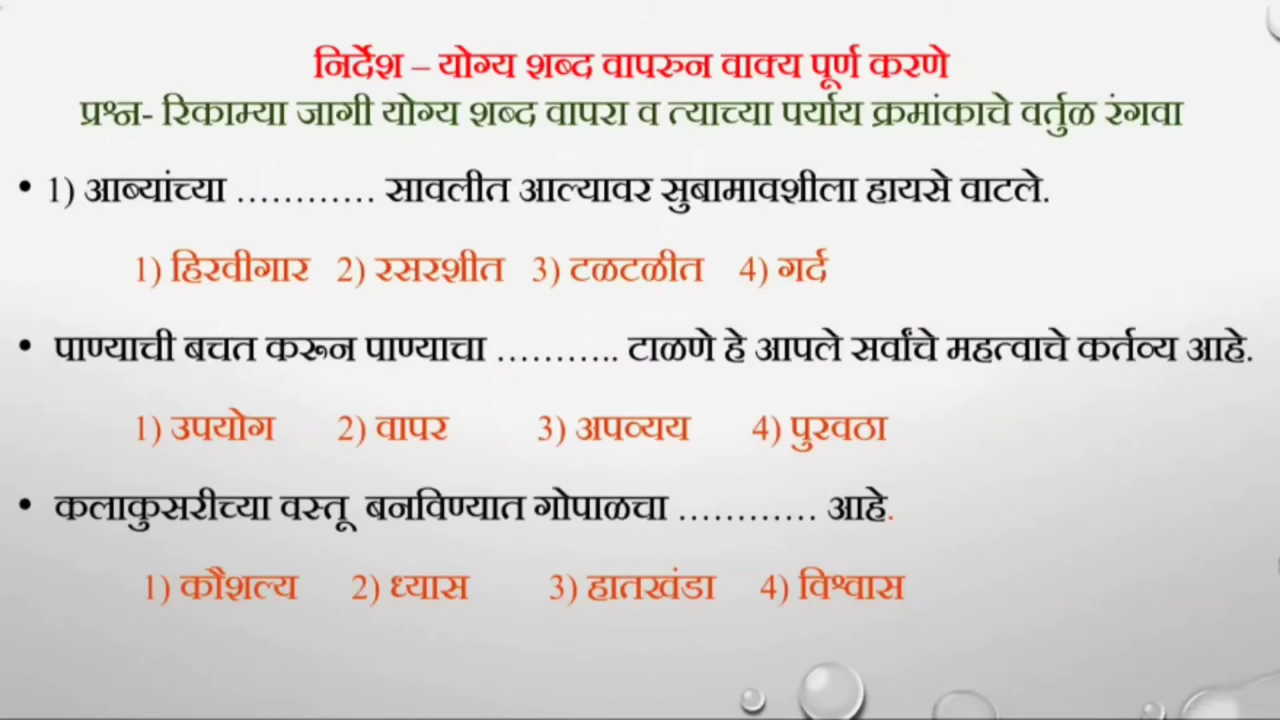 निर्देश – योग्य शब्द वापरुन वाक्य पूर्ण करणे
प्रश्न- रिकाम्या जागी योग्य शब्द वापरा व त्याच्या पर्याय क्रमांकाचे वर्तुळ रंगवा
• 1) आब्यांच्या ………… सावलीत आल्यावर सुबामावशीला हायसे वाटले.
1) हिरवीगार 2) रसरशीत 3) टळटळीत 4) गर्द
• पाण्याची बचत करून पाण्याचा ……….. टाळणे हे आपले सर्वांचे महत्वाचे कर्तव्य आहे.
1) उपयोग 2) वापर 3) अपव्यय 4) पुरवठा
• कलाकुसरीच्या वस्तू बनविण्यात गोपाळचा ………… आहे.
1) कौशल्य 2) ध्यास 3) हातखंडा 4) विश्वास